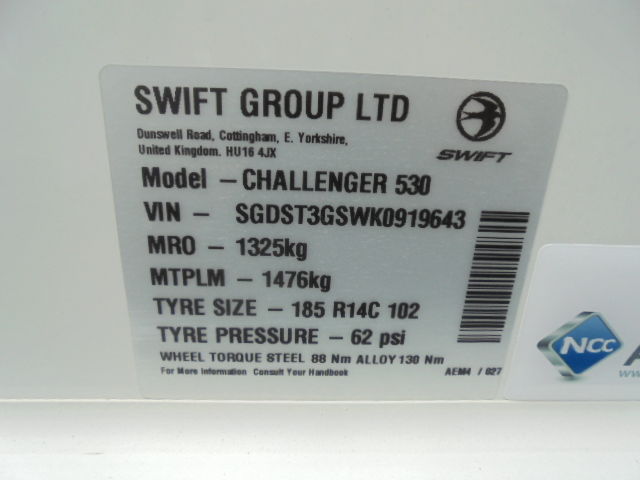 SWIFT GROUP LTD
Dunswell Road, Cottingham, E. Yorkshire,
United Kingdom. HU16 4JX
SWIFT
Model – CHALLENGER 530
VIN – SGDST3GSWK0919643
MRO – 1325kg
MTPLM – 1476kg
TYRE SIZE – 185 R14C 102
TYRE PRESSURE – 62 psi
WHEEL TORQUE STEEL 88 Nm ALLOY 130 Nm
For More Information Consult Your Handbook
AEM4 / 027
NCC